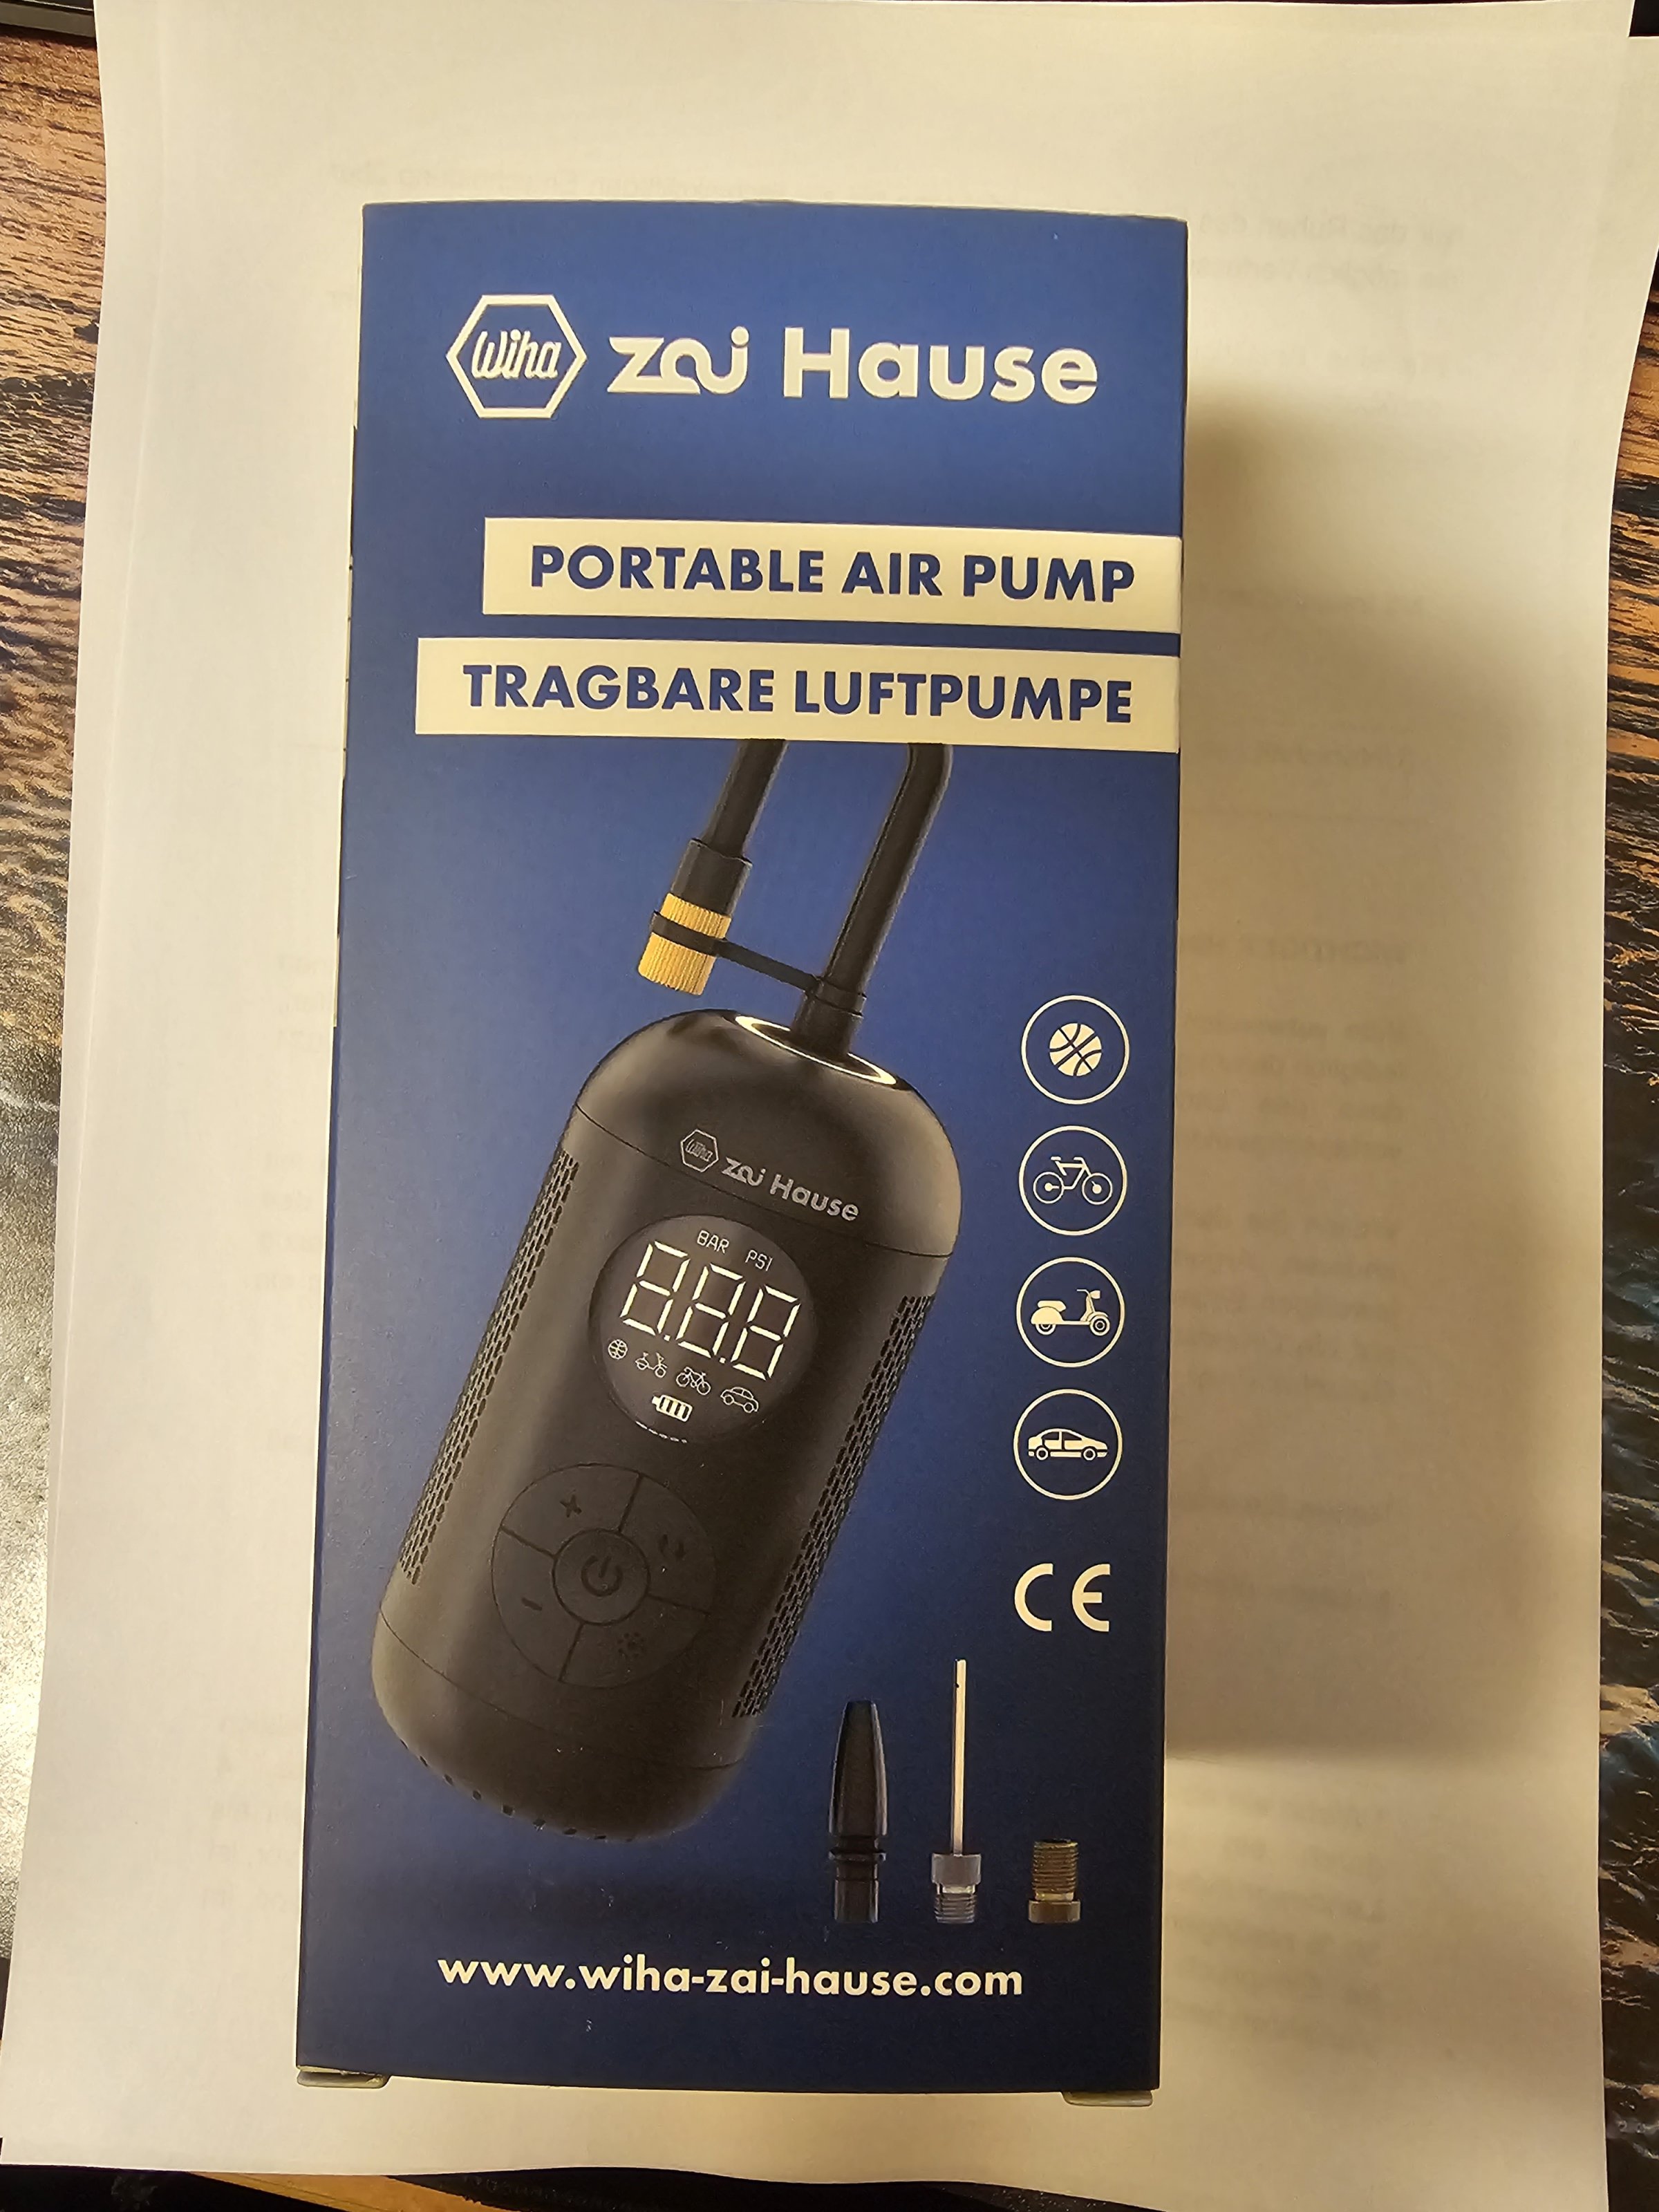 Wiha zai Hause
PORTABLE AIR PUMP
TRAGBARE LUFTPUMPE
Wiha zai Hause
BAR PSI
8.8.8
CE
www.wiha-zai-hause.com